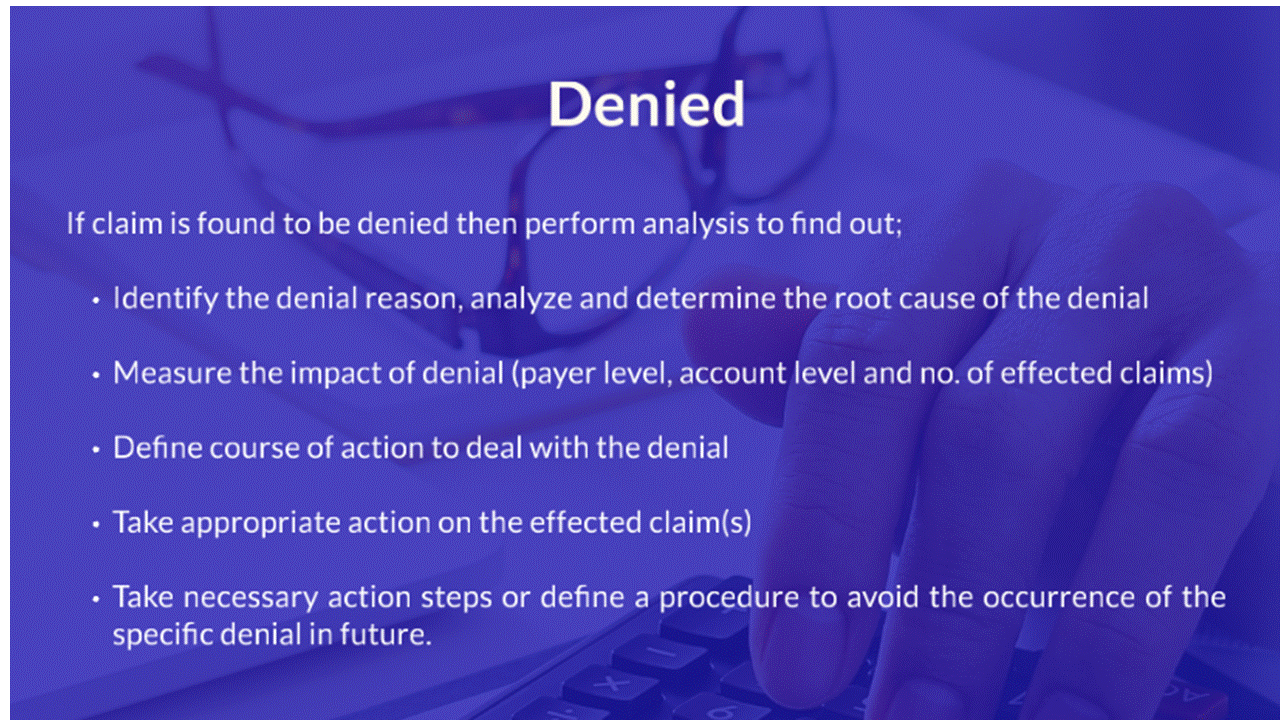 Denied
If claim is found to be denied then perform analysis to find out;
• Identify the denial reason, analyze and determine the root cause of the denial
• Measure the impact of denial (payer level, account level and no. of effected claims)
• Define course of action to deal with the denial
• Take appropriate action on the effected claim(s)
• Take necessary action steps or define a procedure to avoid the occurrence of the
specific denial in future.